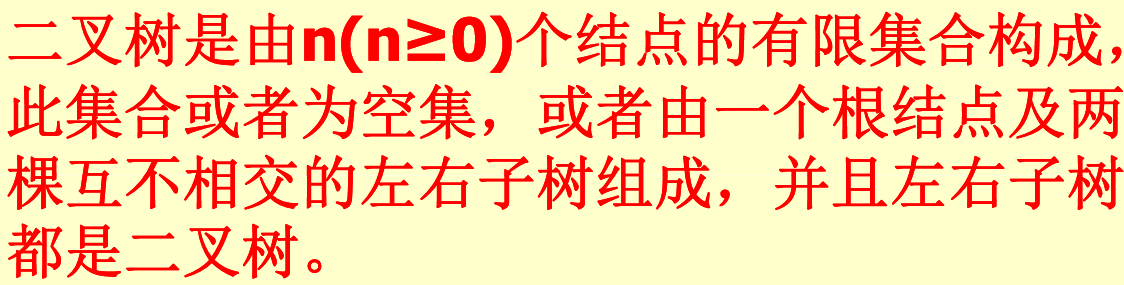 二叉树是由n(n≥0)个结点的有限集合构成，
此集合或者为空集，或者由一个根结点及两
棵互不相交的左右子树组成，并且左右子树
都是二叉树。